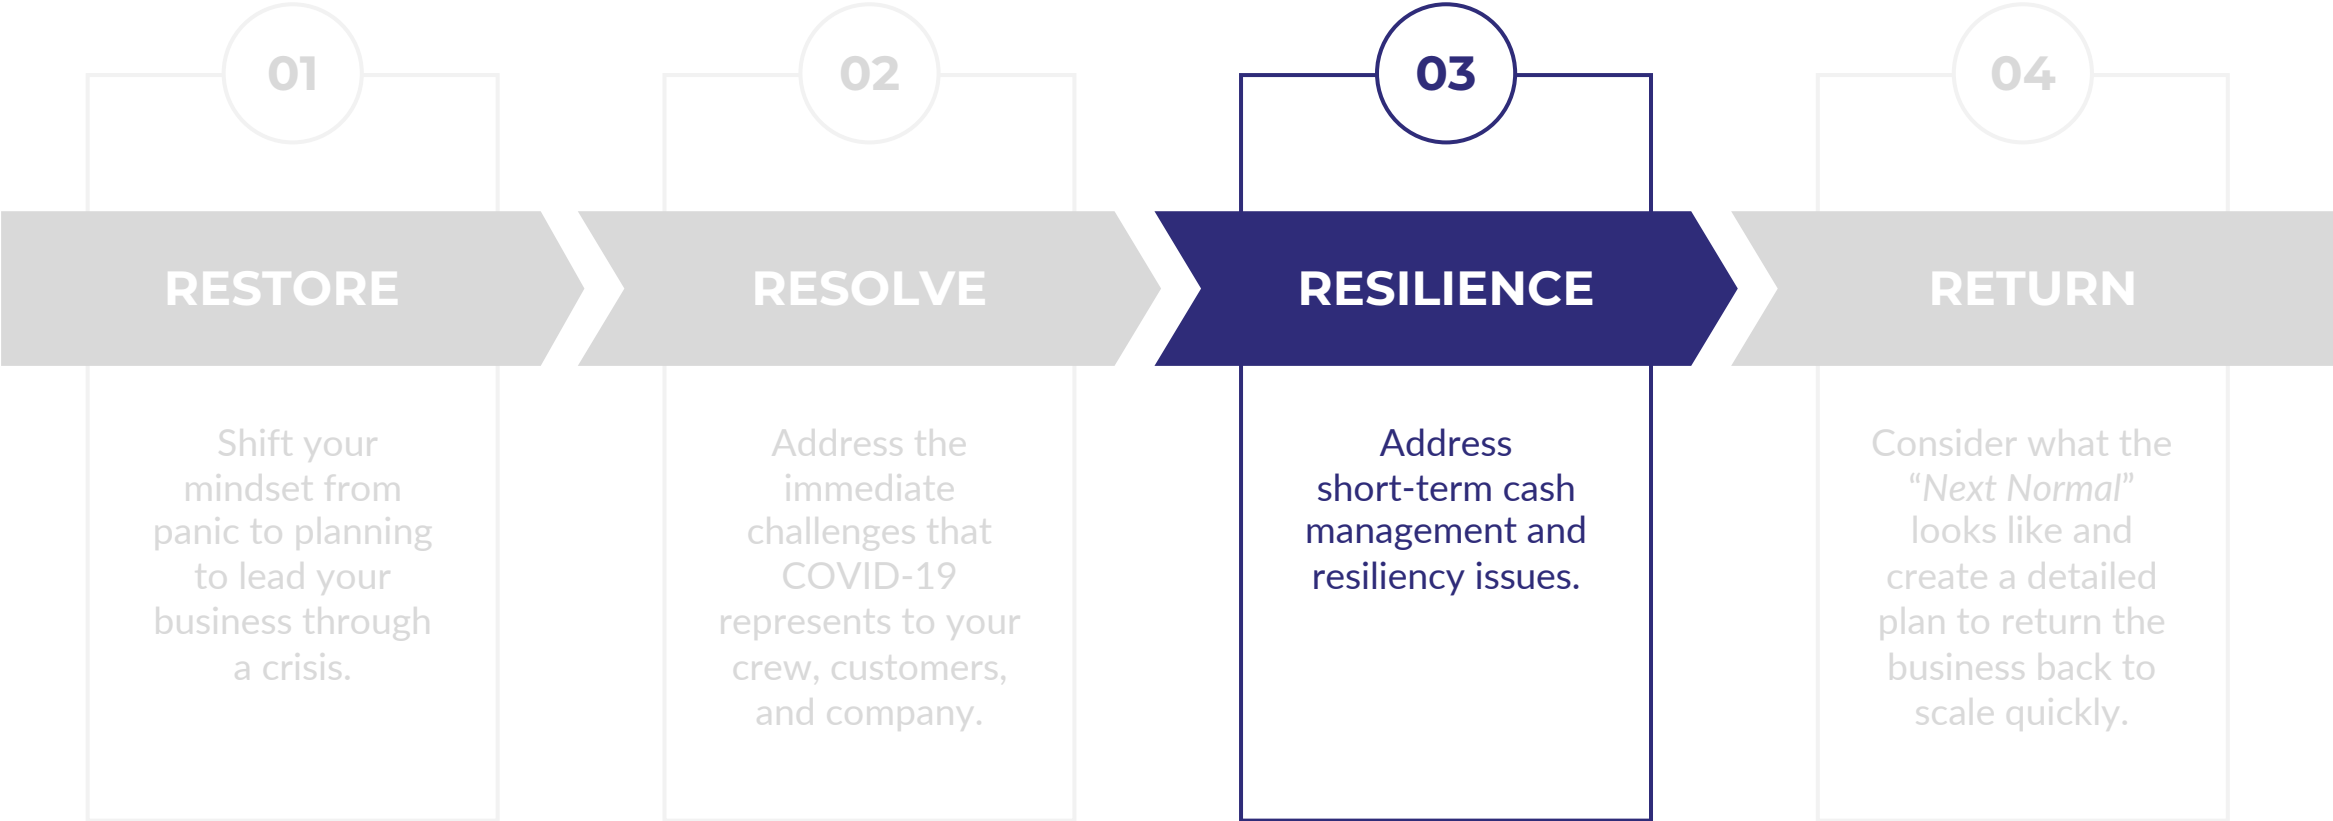 01
RESTORE
Shift your
mindset from
panic to planning
to lead your
business through
a crisis.
02
RESOLVE
Address the
immediate
challenges that
COVID-19
represents to your
crew, customers,
and company.
03
RESILIENCE
Address
short-term cash
management and
resiliency issues.
04
RETURN
Consider what the
“Next Normal”
looks like and
create a detailed
plan to return the
business back to
scale quickly.